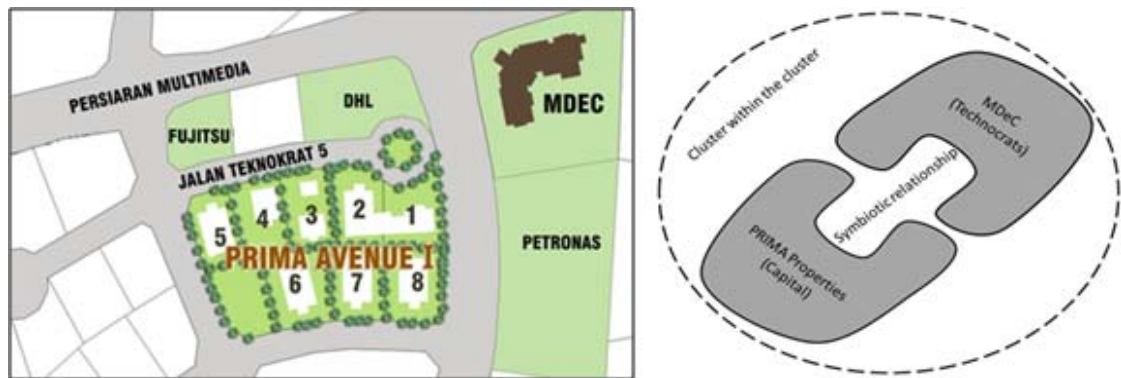 PERSIARAN MULTIMEDIA
DHL
MDEC
FUJITSU
JALAN TEKNOKRAT 5
5
4
3
2
1
PRIMA AVENUE I
PETRONAS
6
7
8
Cluster within the cluster
MDeC
(Technocrats)
Symbiotic relationship
PRIMA Properties
(Capital)